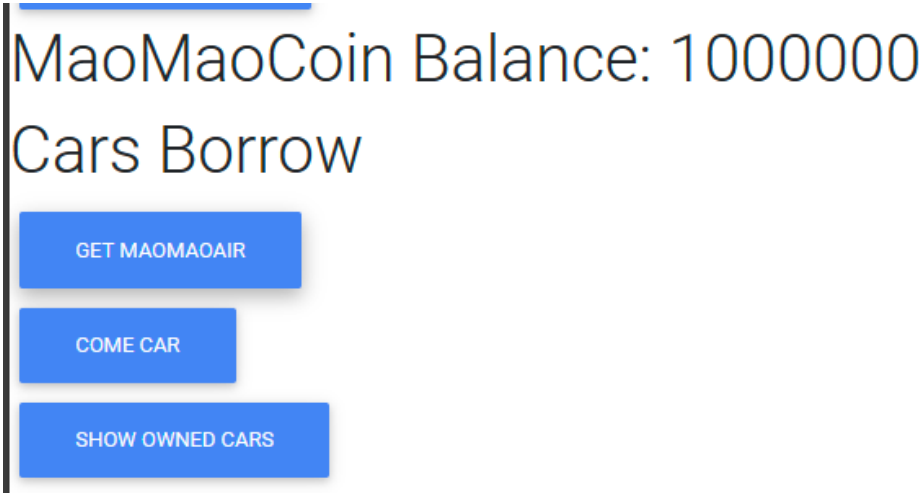 MaoMaoCoin Balance: 1000000
Cars Borrow
GET MAOMAOAIR
COME CAR
SHOW OWNED CARS